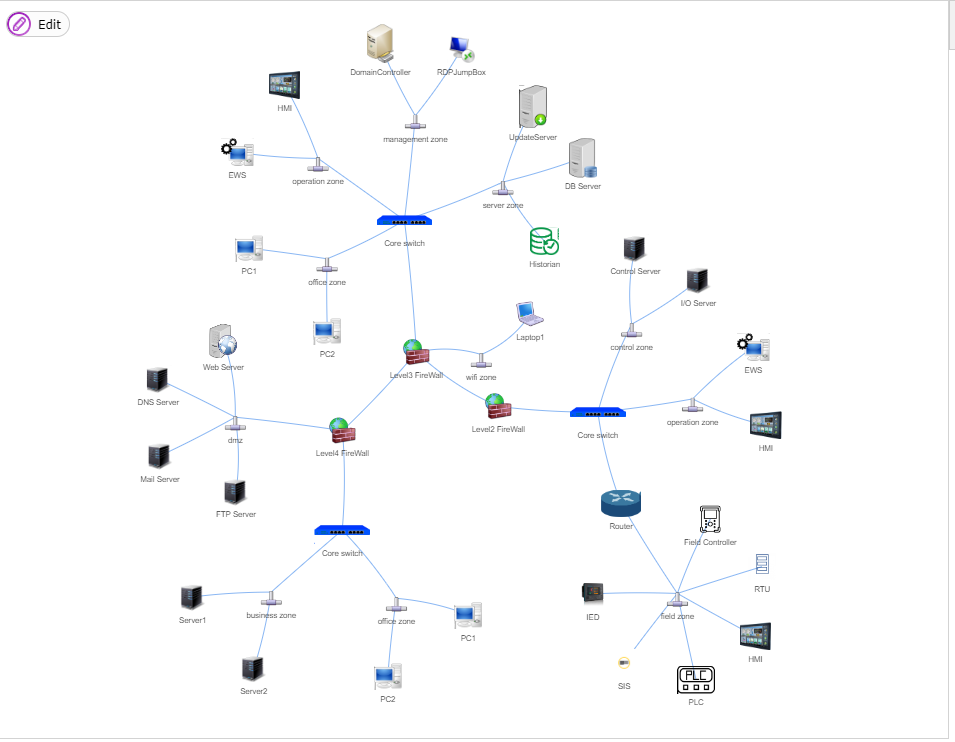 Edit
DomainController
RDPJumpBox
HMI
UpdateServer
management zone
EWS
operation zone
DB Server
server zone
Core switch
PC1
Historian
Control Server
office zone
I/O Server
Laptop1
PC2
control zone
Web Server
Level3 FireWall
wifi zone
EWS
DNS Server
Level2 FireWall
operation zone
Core switch
dmz
HMI
Level4 FireWall
Mail Server
FTP Server
Router
Field Controller
Core switch
RTU
business zone
IED
field zone
Server1
office zone
PC1
HMI
SIS
PLC
Server2
PC2
PLC